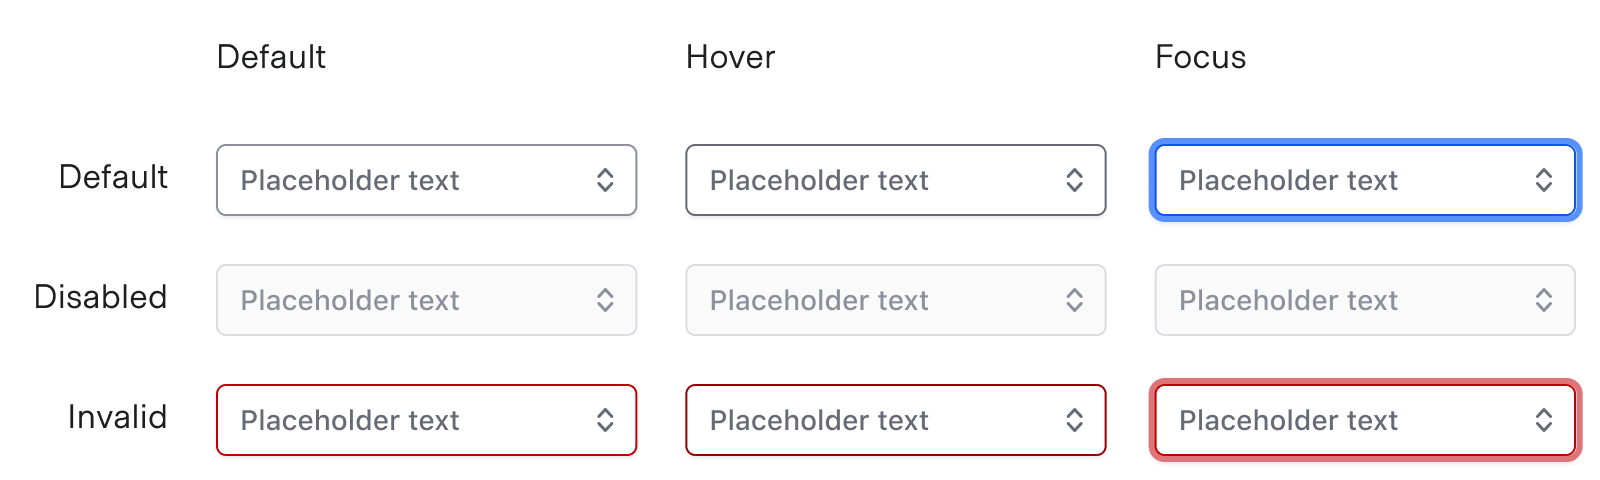 Default Hover Focus
Default Placeholder text Placeholder text Placeholder text
Disabled Placeholder text Placeholder text Placeholder text
Invalid Placeholder text Placeholder text Placeholder text